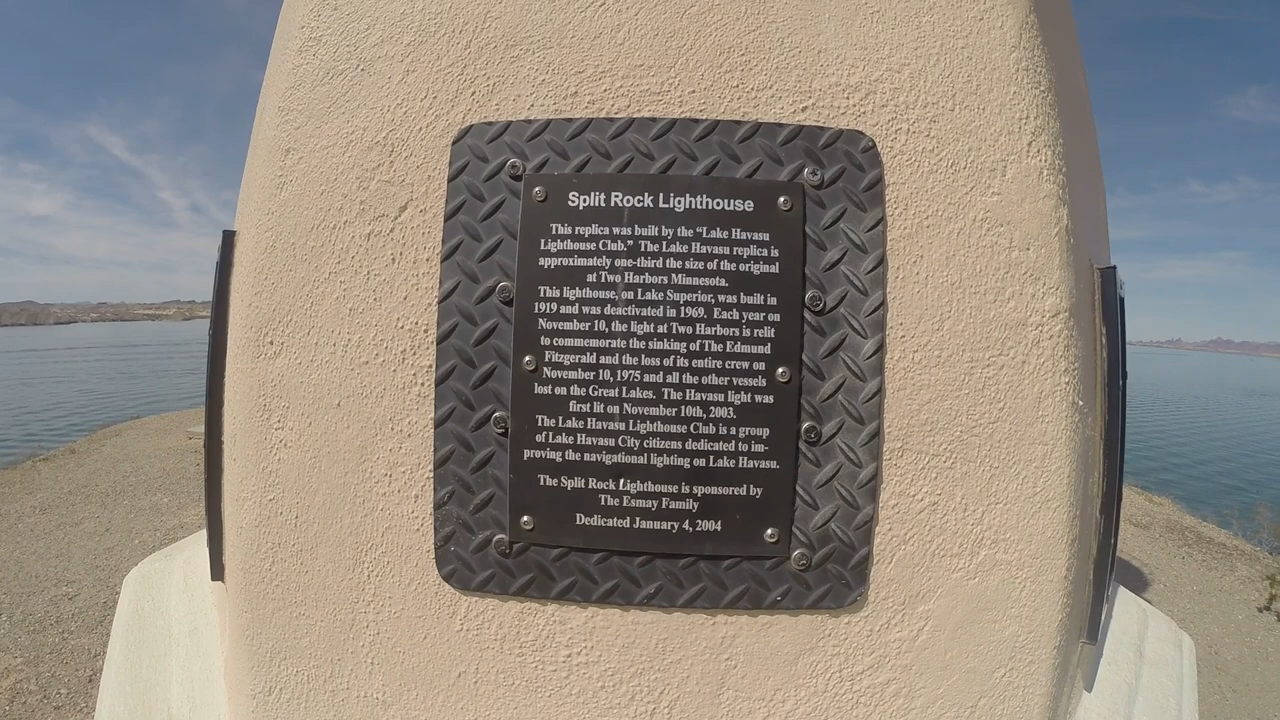 Split Rock Lighthouse
This replica was built by the “Lake Havasu
Lighthouse Club.” The Lake Havasu replica is
approximately one-third the size of the original
at Two Harbors Minnesota.
This lighthouse, on Lake Superior, was built in
1919 and was deactivated in 1969. Each year on
November 10, the light at Two Harbors is relit
to commemorate the sinking of The Edmund
Fitzgerald and the loss of its entire crew on
November 10, 1975 and all the other vessels
lost on the Great Lakes. The Havasu light was
first lit on November 10th, 2003.
The Lake Havasu Lighthouse Club is a group
of Lake Havasu City citizens dedicated to im-
proving the navigational lighting on Lake Havasu.
The Split Rock Lighthouse is sponsored by
The Esmay Family
Dedicated January 4, 2004